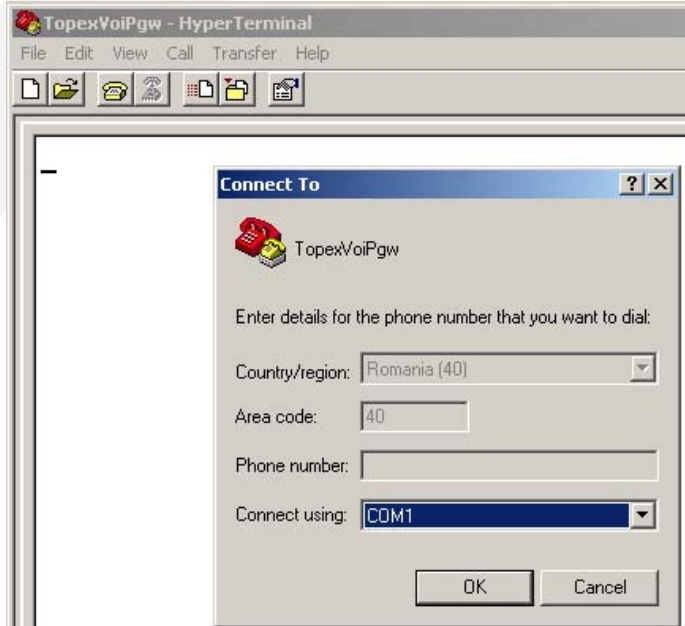 TopexVoiPgw - HyperTerminal
File Edit View Call Transfer Help
Connect To
TopexVoiPgw
Enter details for the phone number that you want to dial:
Country/region: Romania (40)
Area code: 40
Phone number:
Connect using: COM1
OK Cancel